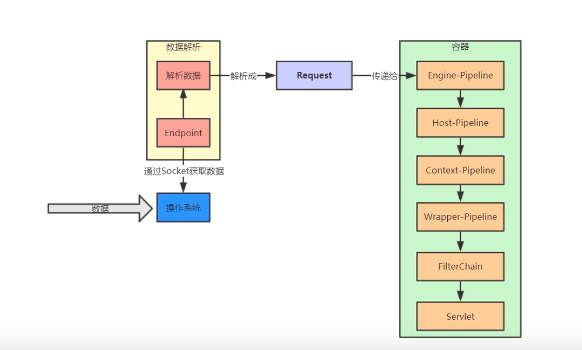 数据解析
解析数据
Endpoint
通过Socket获取数据
操作系统
数据
解析成
Request
传递给
容器
Engine-Pipeline
Host-Pipeline
Context-Pipeline
Wrapper-Pipeline
FilterChain
Servlet